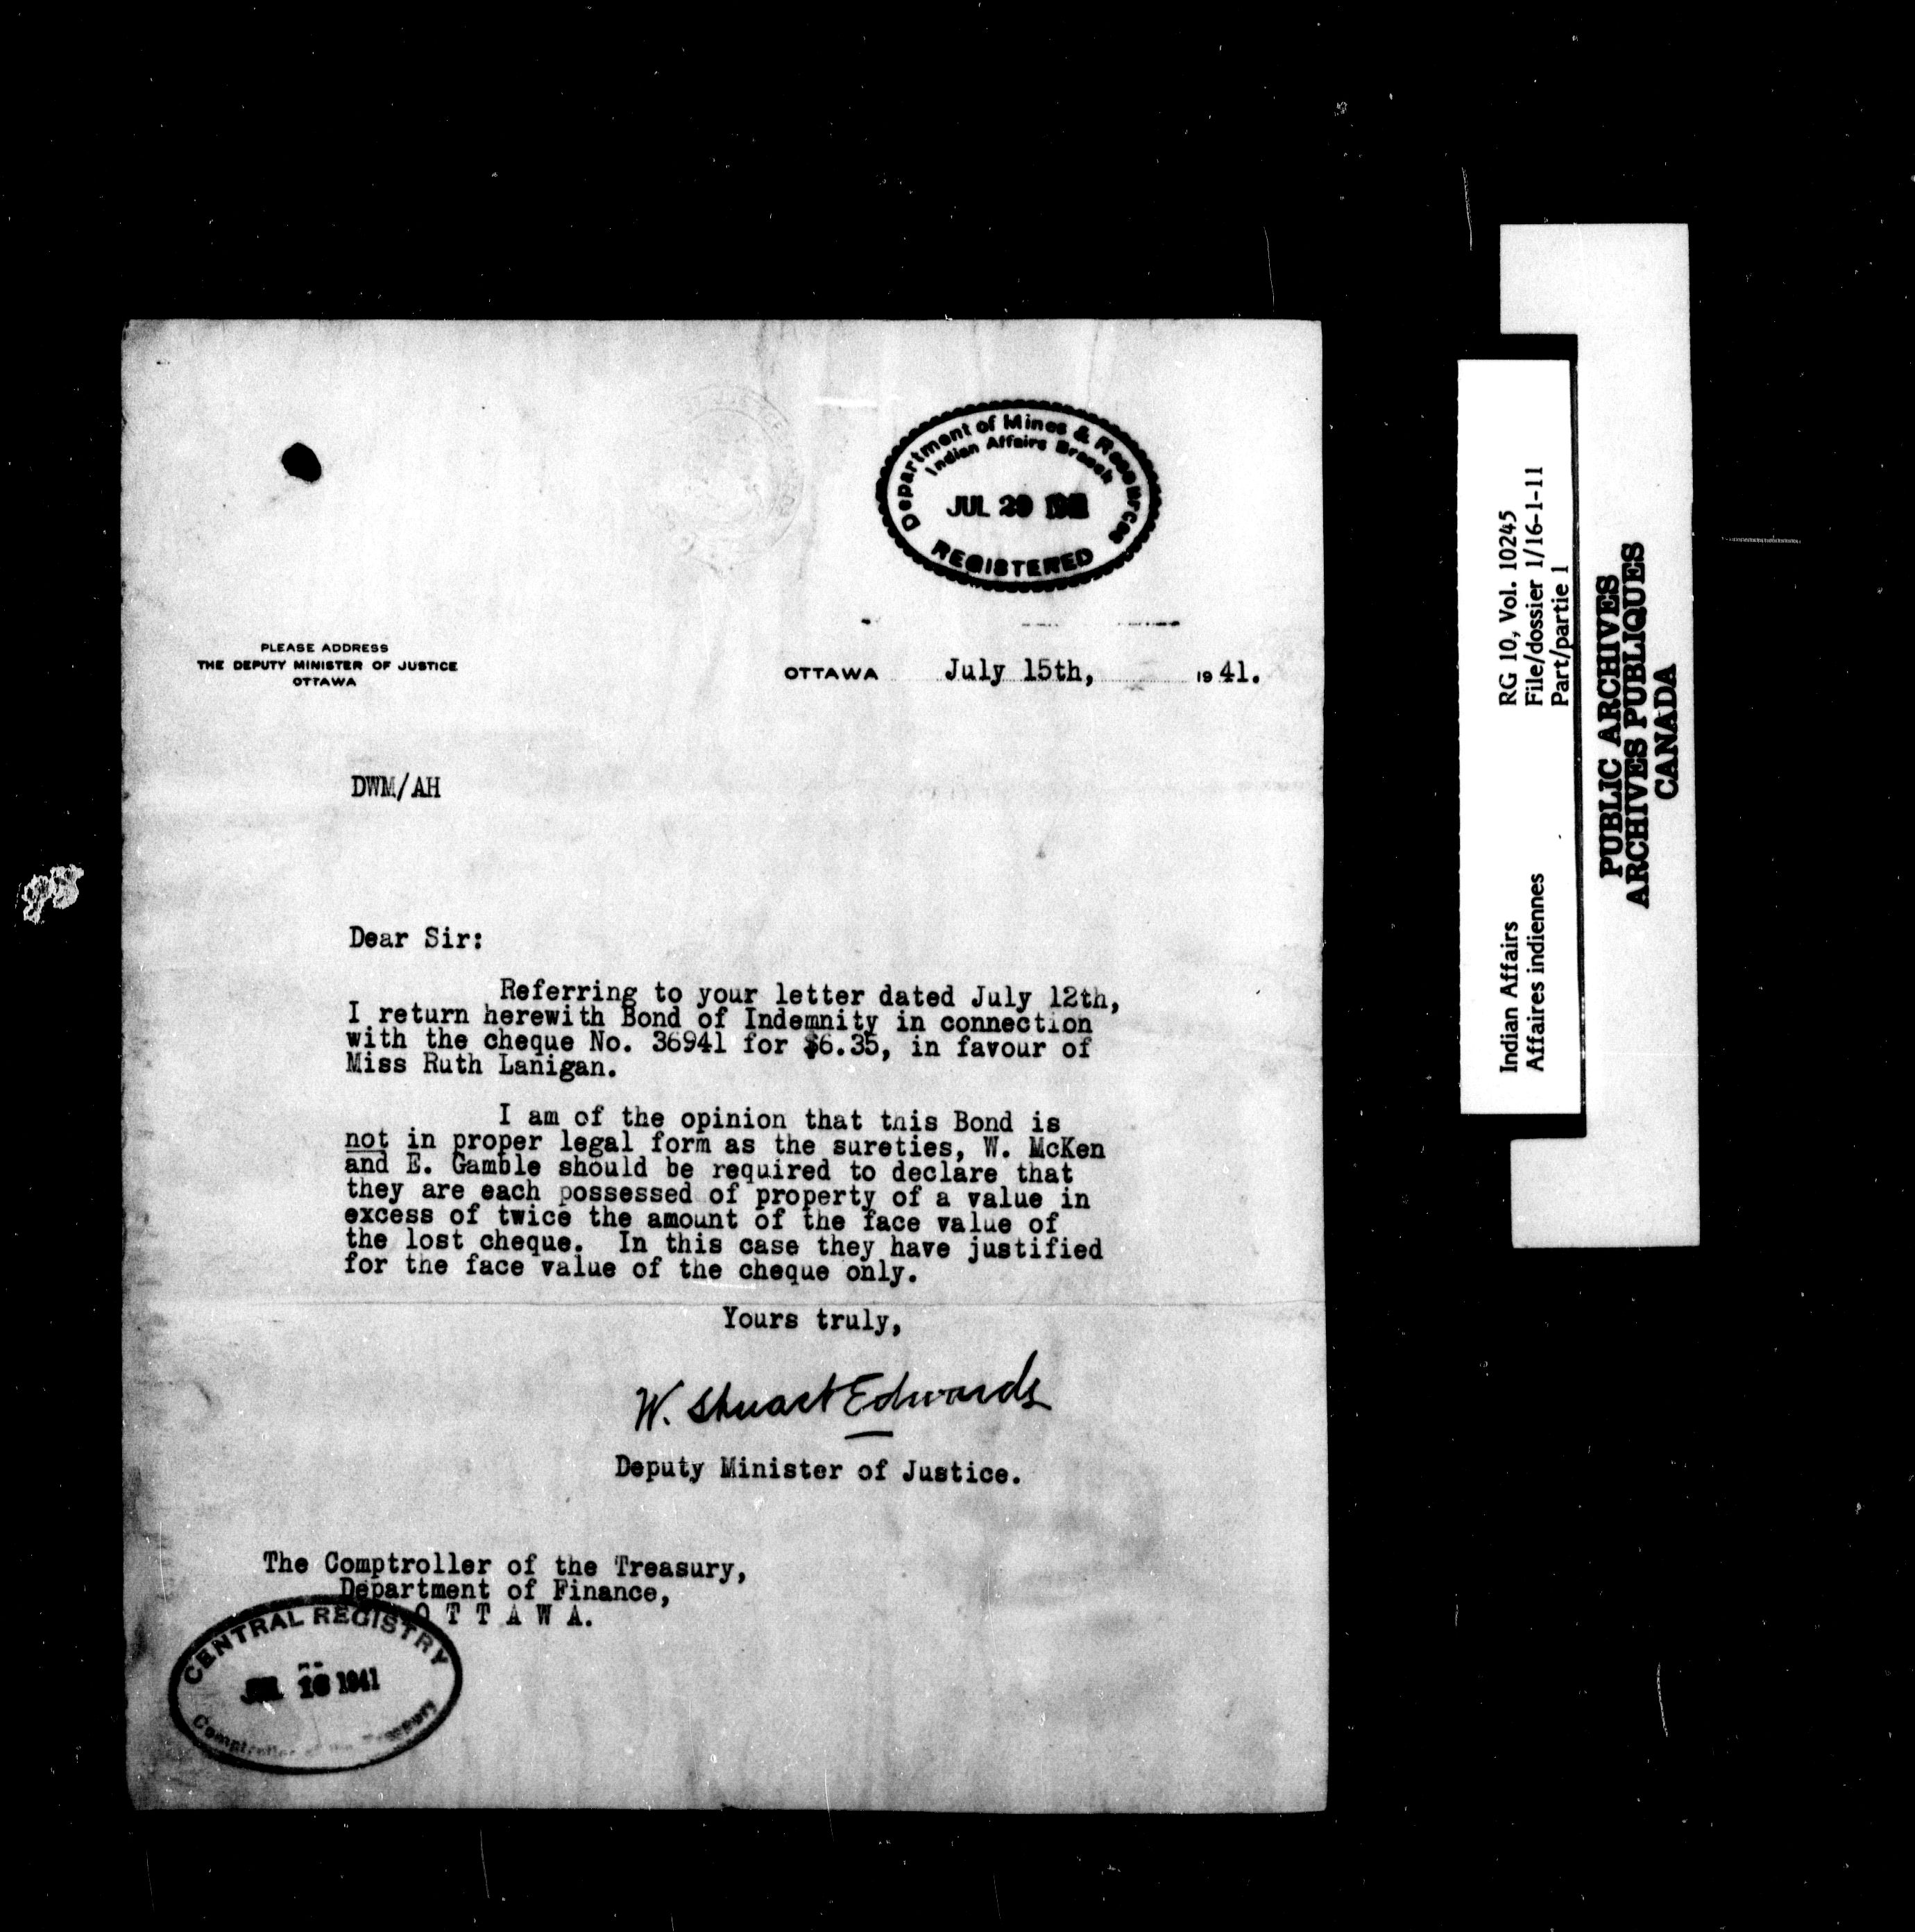 Department of Mines & Resources
Indian Affairs Branch
JUL 29
REGISTERED
PLEASE ADDRESS
THE DEPUTY MINISTER OF JUSTICE
OTTAWA
OTTAWA July 15th, 1941.
DWM/AH
Dear Sir:
Referring to your letter dated July 12th,
I return herewith Bond of Indemnity in connection
with the cheque No. 36941 for $6.35, in favour of
Miss Ruth Lanigan.
I am of the opinion that this Bond is
not in proper legal form as the sureties, W. McKen
and E. Gamble should be required to declare that
they are each possessed of property of a value in
excess of twice the amount of the face value of
the lost cheque. In this case they have justified
for the face value of the cheque only.
Yours truly,
W. Stuart Edwards
Deputy Minister of Justice.
The Comptroller of the Treasury,
Department of Finance,
O T T A W A.
CENTRAL REGISTRY
JUL 16 1941
Comptroller of the Treasury
RG 10, Vol. 10245
File/dossier 1/16-1-11
Part/partie 1
Indian Affairs
Affaires indiennes
PUBLIC ARCHIVES
ARCHIVES PUBLIQUES
CANADA